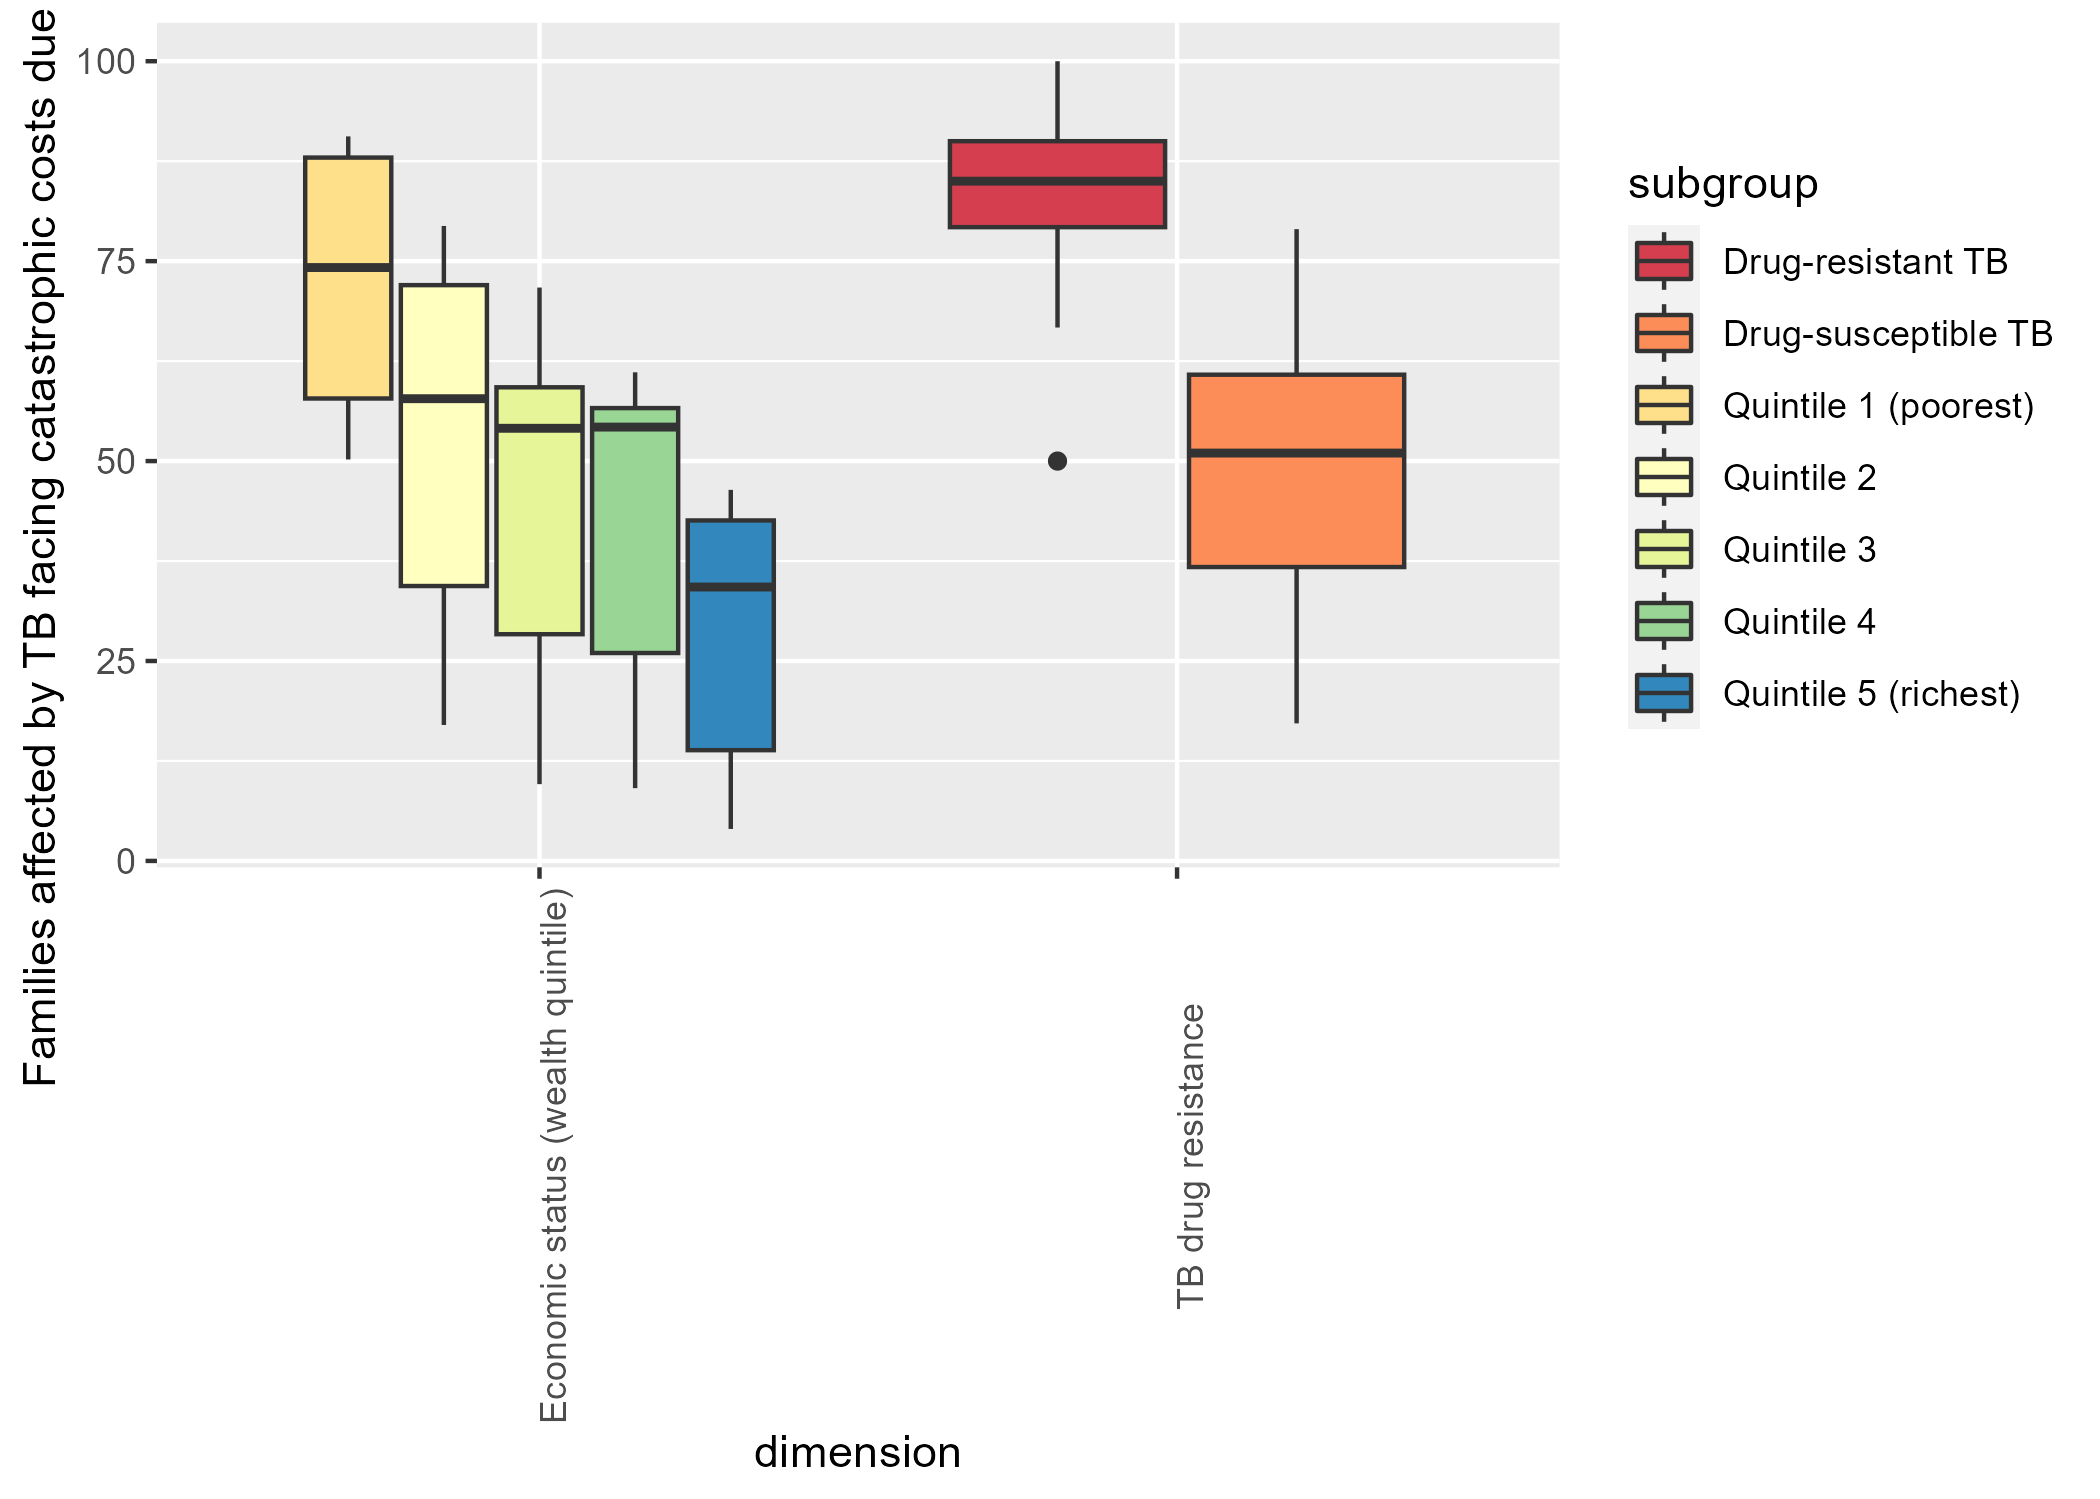 Families affected by TB facing catastrophic costs due
100
75
50
25
0
Economic status (wealth quintile)
TB drug resistance
dimension
subgroup
Drug-resistant TB
Drug-susceptible TB
Quintile 1 (poorest)
Quintile 2
Quintile 3
Quintile 4
Quintile 5 (richest)